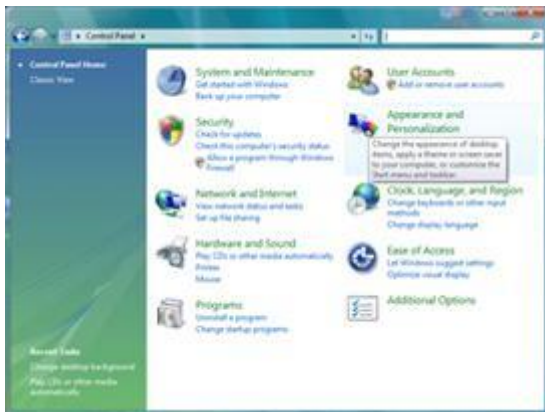 Control Panel
Control Panel Home
Classic View
System and Maintenance
Get started with Windows
Back up your computer
Security
Check for updates
Check this computer's security status
Allow a program through Windows
Firewall
Network and Internet
View network status and tasks
Set up file sharing
Hardware and Sound
Play CDs or other media automatically
Printer
Mouse
Programs
Uninstall a program
Change startup programs
User Accounts
Add or remove user accounts
Appearance and
Personalization
Change the appearance of desktop
items, apply a theme or screen saver
to your computer, or customize the
Start menu and taskbar.
Clock, Language, and Region
Change keyboards or other input
methods
Change display language
Ease of Access
Let Windows suggest settings
Optimize visual display
Additional Options
Recent Tasks
Change desktop background
Play CDs or other media
automatically